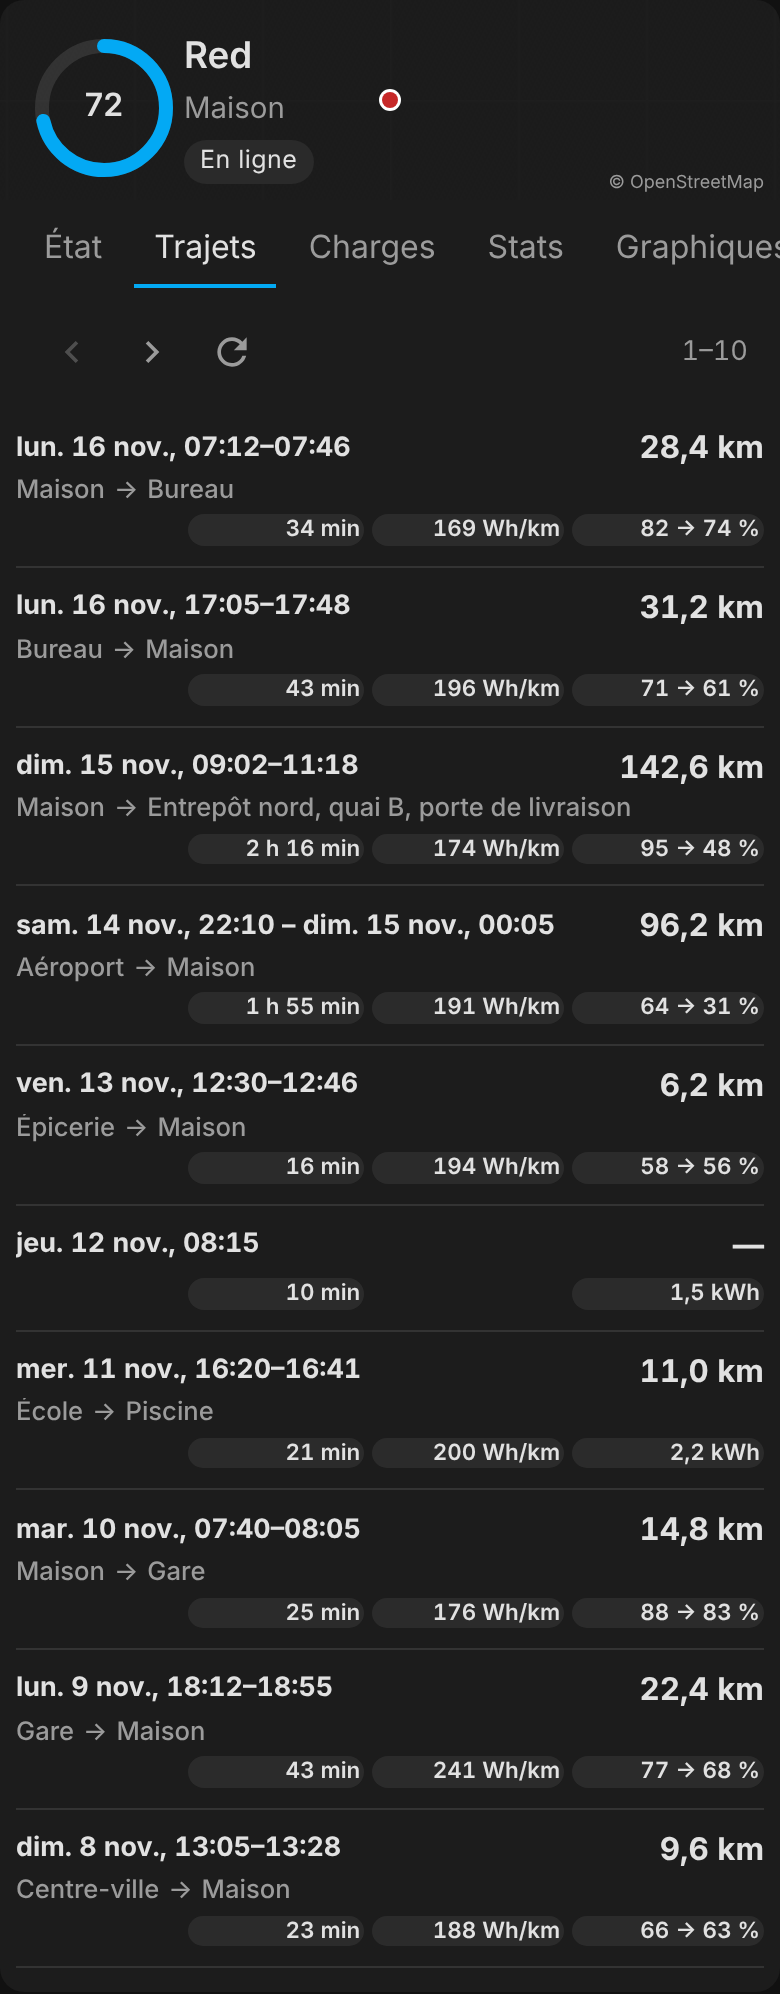 72
Red
Maison
En ligne
© OpenStreetMap
État Trajets Charges Stats Graphiques
1–10
lun. 16 nov., 07:12–07:46 28,4 km
Maison → Bureau
34 min 169 Wh/km 82 → 74 %
lun. 16 nov., 17:05–17:48 31,2 km
Bureau → Maison
43 min 196 Wh/km 71 → 61 %
dim. 15 nov., 09:02–11:18 142,6 km
Maison → Entrepôt nord, quai B, porte de livraison
2 h 16 min 174 Wh/km 95 → 48 %
sam. 14 nov., 22:10 – dim. 15 nov., 00:05 96,2 km
Aéroport → Maison
1 h 55 min 191 Wh/km 64 → 31 %
ven. 13 nov., 12:30–12:46 6,2 km
Épicerie → Maison
16 min 194 Wh/km 58 → 56 %
jeu. 12 nov., 08:15 —
10 min 1,5 kWh
mer. 11 nov., 16:20–16:41 11,0 km
École → Piscine
21 min 200 Wh/km 2,2 kWh
mar. 10 nov., 07:40–08:05 14,8 km
Maison → Gare
25 min 176 Wh/km 88 → 83 %
lun. 9 nov., 18:12–18:55 22,4 km
Gare → Maison
43 min 241 Wh/km 77 → 68 %
dim. 8 nov., 13:05–13:28 9,6 km
Centre-ville → Maison
23 min 188 Wh/km 66 → 63 %